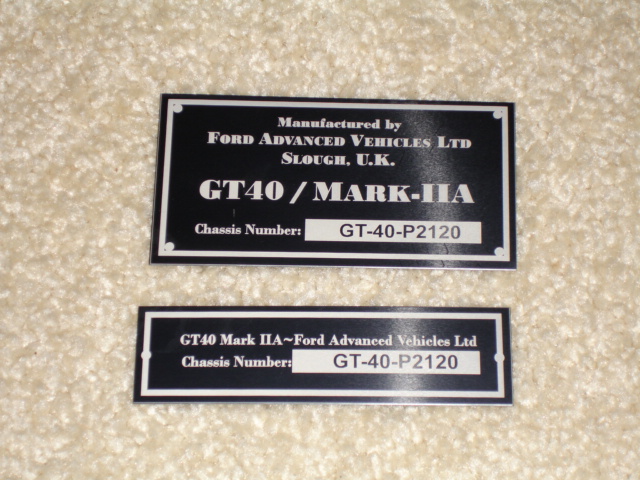 Manufactured by
FORD ADVANCED VEHICLES LTD
SLOUGH, U.K.
GT40 / MARK-IIA
Chassis Number: GT-40-P2120
GT40 Mark IIA~Ford Advanced Vehicles Ltd
Chassis Number: GT-40-P2120